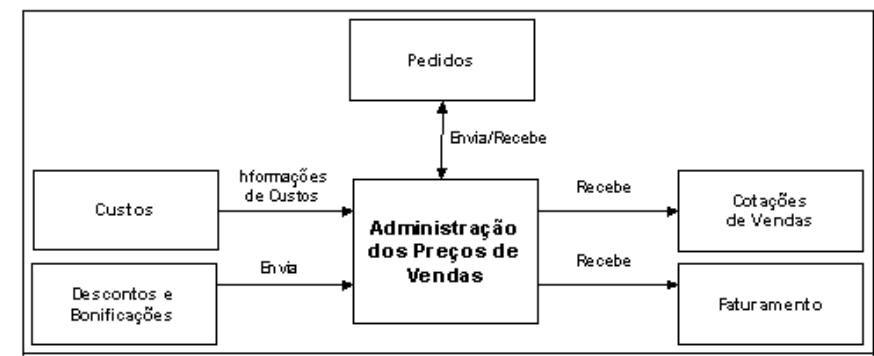 Pedidos
Envia/Recebe
Informações
de Custos
Custos
Administração
dos Preços de
Vendas
Recebe
Cotações
de Vendas
Envia
Descontos e
Bonificações
Recebe
Faturamento